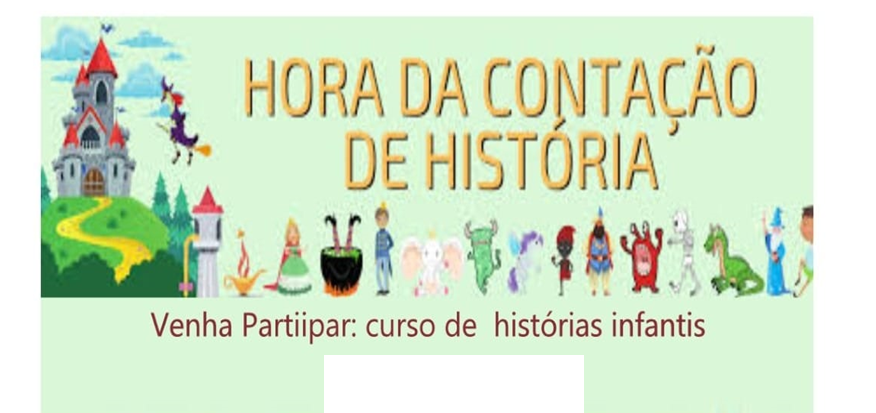 HORA DA CONTAÇÃO
DE HISTÓRIA
Venha Partiipar: curso de histórias infantis